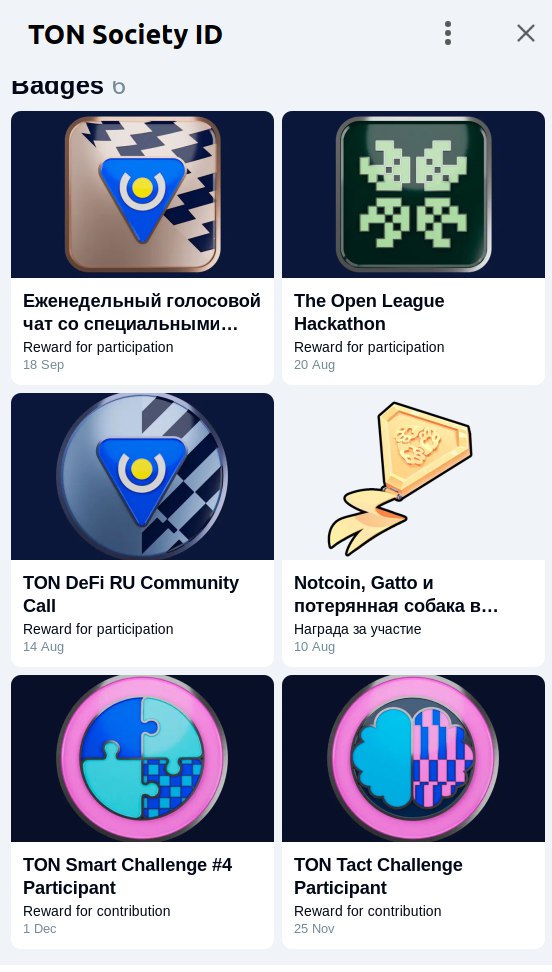 TON Society ID
Badges 6
Еженедельный голосовой
чат со специальными…
Reward for participation
18 Sep
The Open League
Hackathon
Reward for participation
20 Aug
TON DeFi RU Community
Call
Reward for participation
14 Aug
Notcoin, Gatto и
потерянная собака в…
Награда за участие
10 Aug
TON Smart Challenge #4
Participant
Reward for contribution
1 Dec
TON Tact Challenge
Participant
Reward for contribution
25 Nov